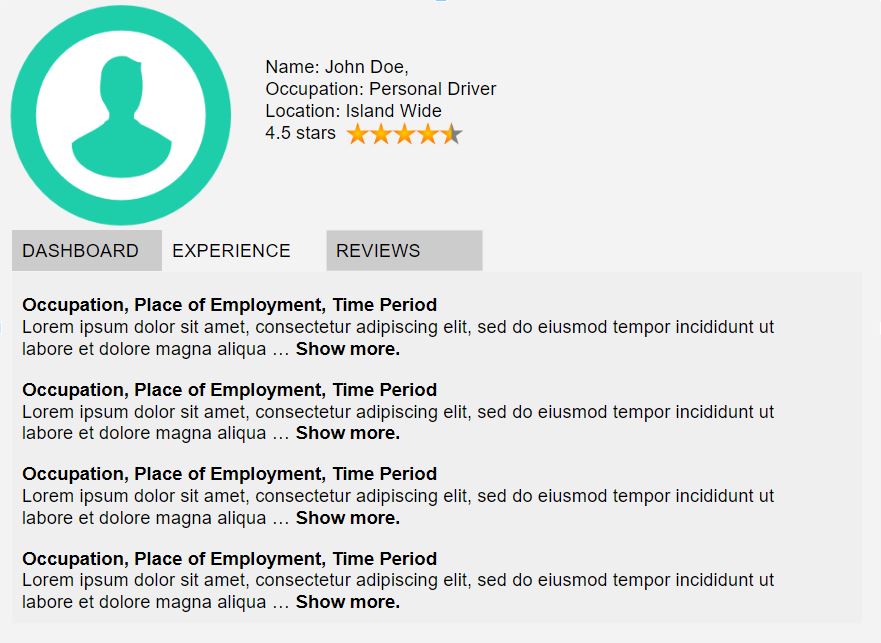 Name: John Doe,
Occupation: Personal Driver
Location: Island Wide
4.5 stars
DASHBOARD
EXPERIENCE
REVIEWS
Occupation, Place of Employment, Time Period
Lorem ipsum dolor sit amet, consectetur adipiscing elit, sed do eiusmod tempor incididunt ut
labore et dolore magna aliqua … Show more.
Occupation, Place of Employment, Time Period
Lorem ipsum dolor sit amet, consectetur adipiscing elit, sed do eiusmod tempor incididunt ut
labore et dolore magna aliqua … Show more.
Occupation, Place of Employment, Time Period
Lorem ipsum dolor sit amet, consectetur adipiscing elit, sed do eiusmod tempor incididunt ut
labore et dolore magna aliqua … Show more.
Occupation, Place of Employment, Time Period
Lorem ipsum dolor sit amet, consectetur adipiscing elit, sed do eiusmod tempor incididunt ut
labore et dolore magna aliqua … Show more.